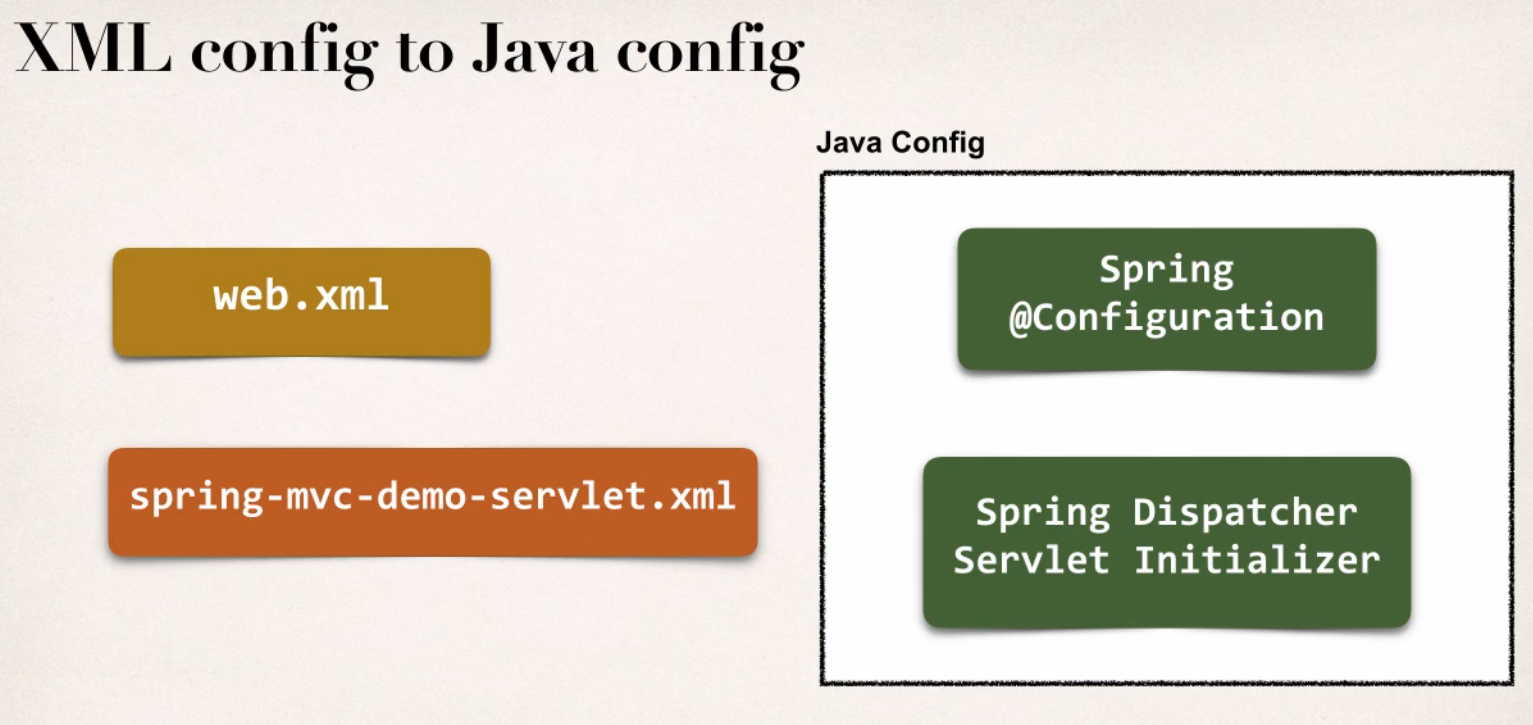 XML config to Java config
Java Config
web.xml
spring-mvc-demo-servlet.xml
Spring
@Configuration
Spring Dispatcher
Servlet Initializer